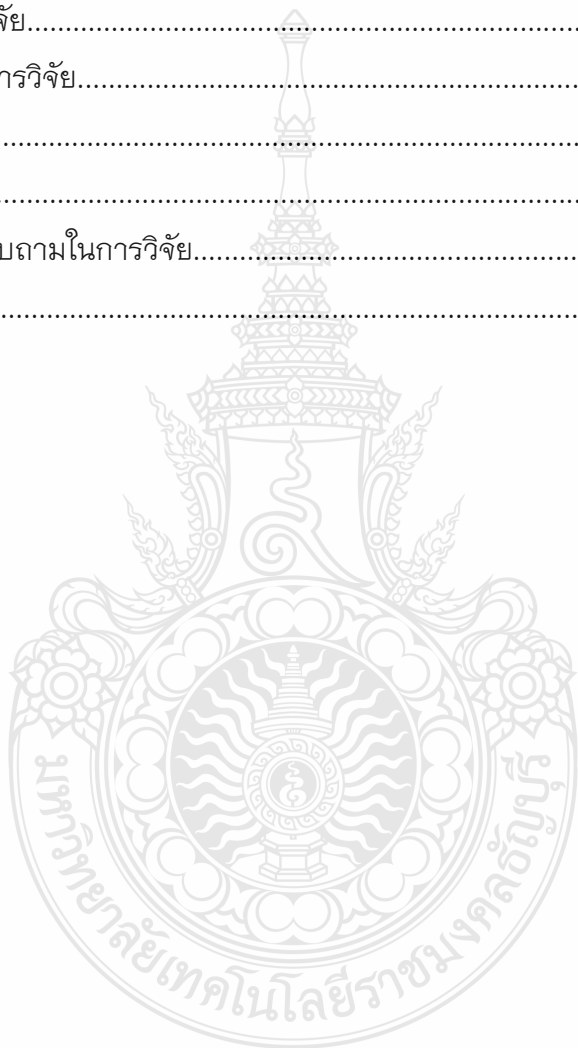 จัย....................................................................................
การวิจัย............................................................................
.......................................................................................
.......................................................................................
บถามในการวิจัย..........................................................
.......................................................................................
มหาวิทยาลัยเทคโนโลยีราชมงคลธัญบุรี